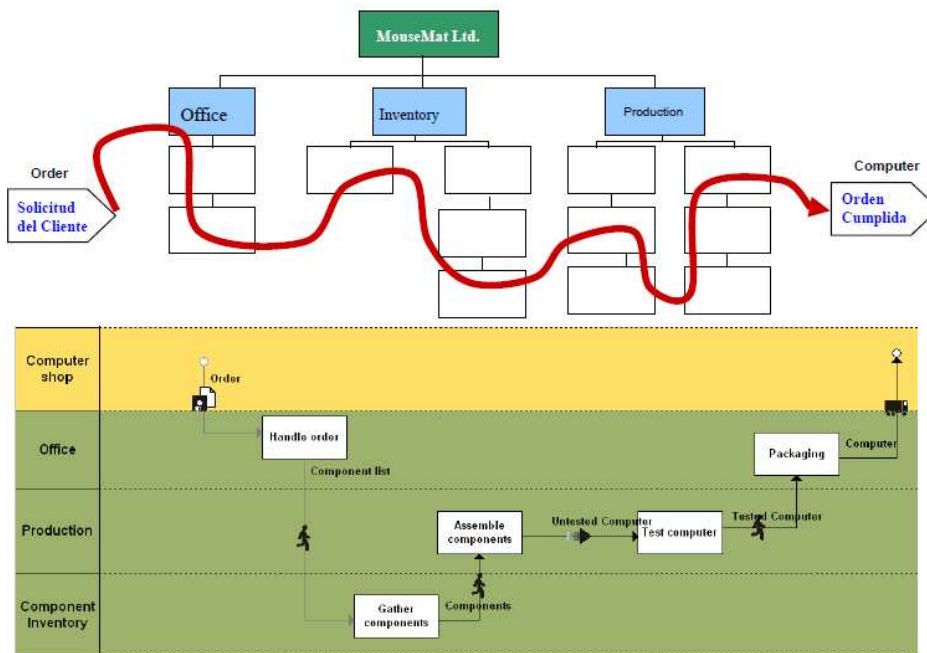 MouseMat Ltd.
Office
Inventory
Production
Order
Solicitud
del Cliente
Computer
Orden
Cumplida
Computer
shop
Order
Office
Handle order
Component list
Packaging
Computer
Production
Assemble
components
Untested Computer
Test computer
Tested Computer
Component
Inventory
Gather
components
Components